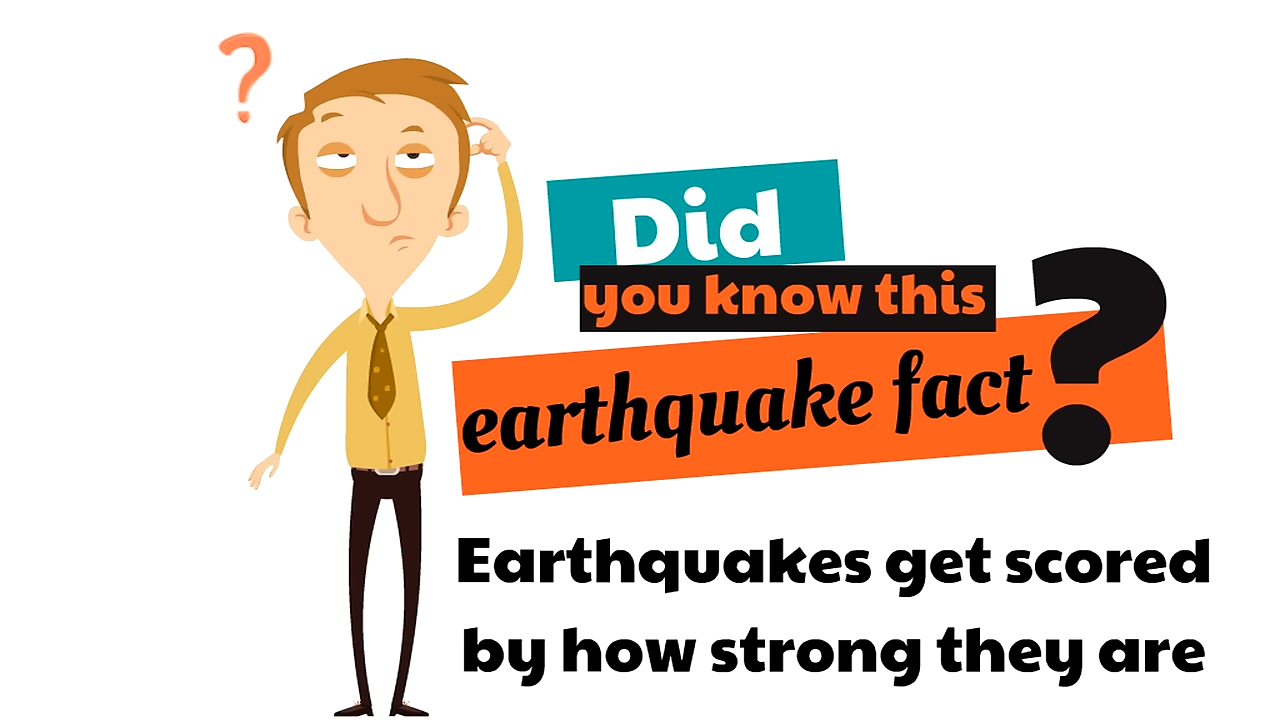 ?
Did
you know this
earthquake fact?
Earthquakes get scored
by how strong they are